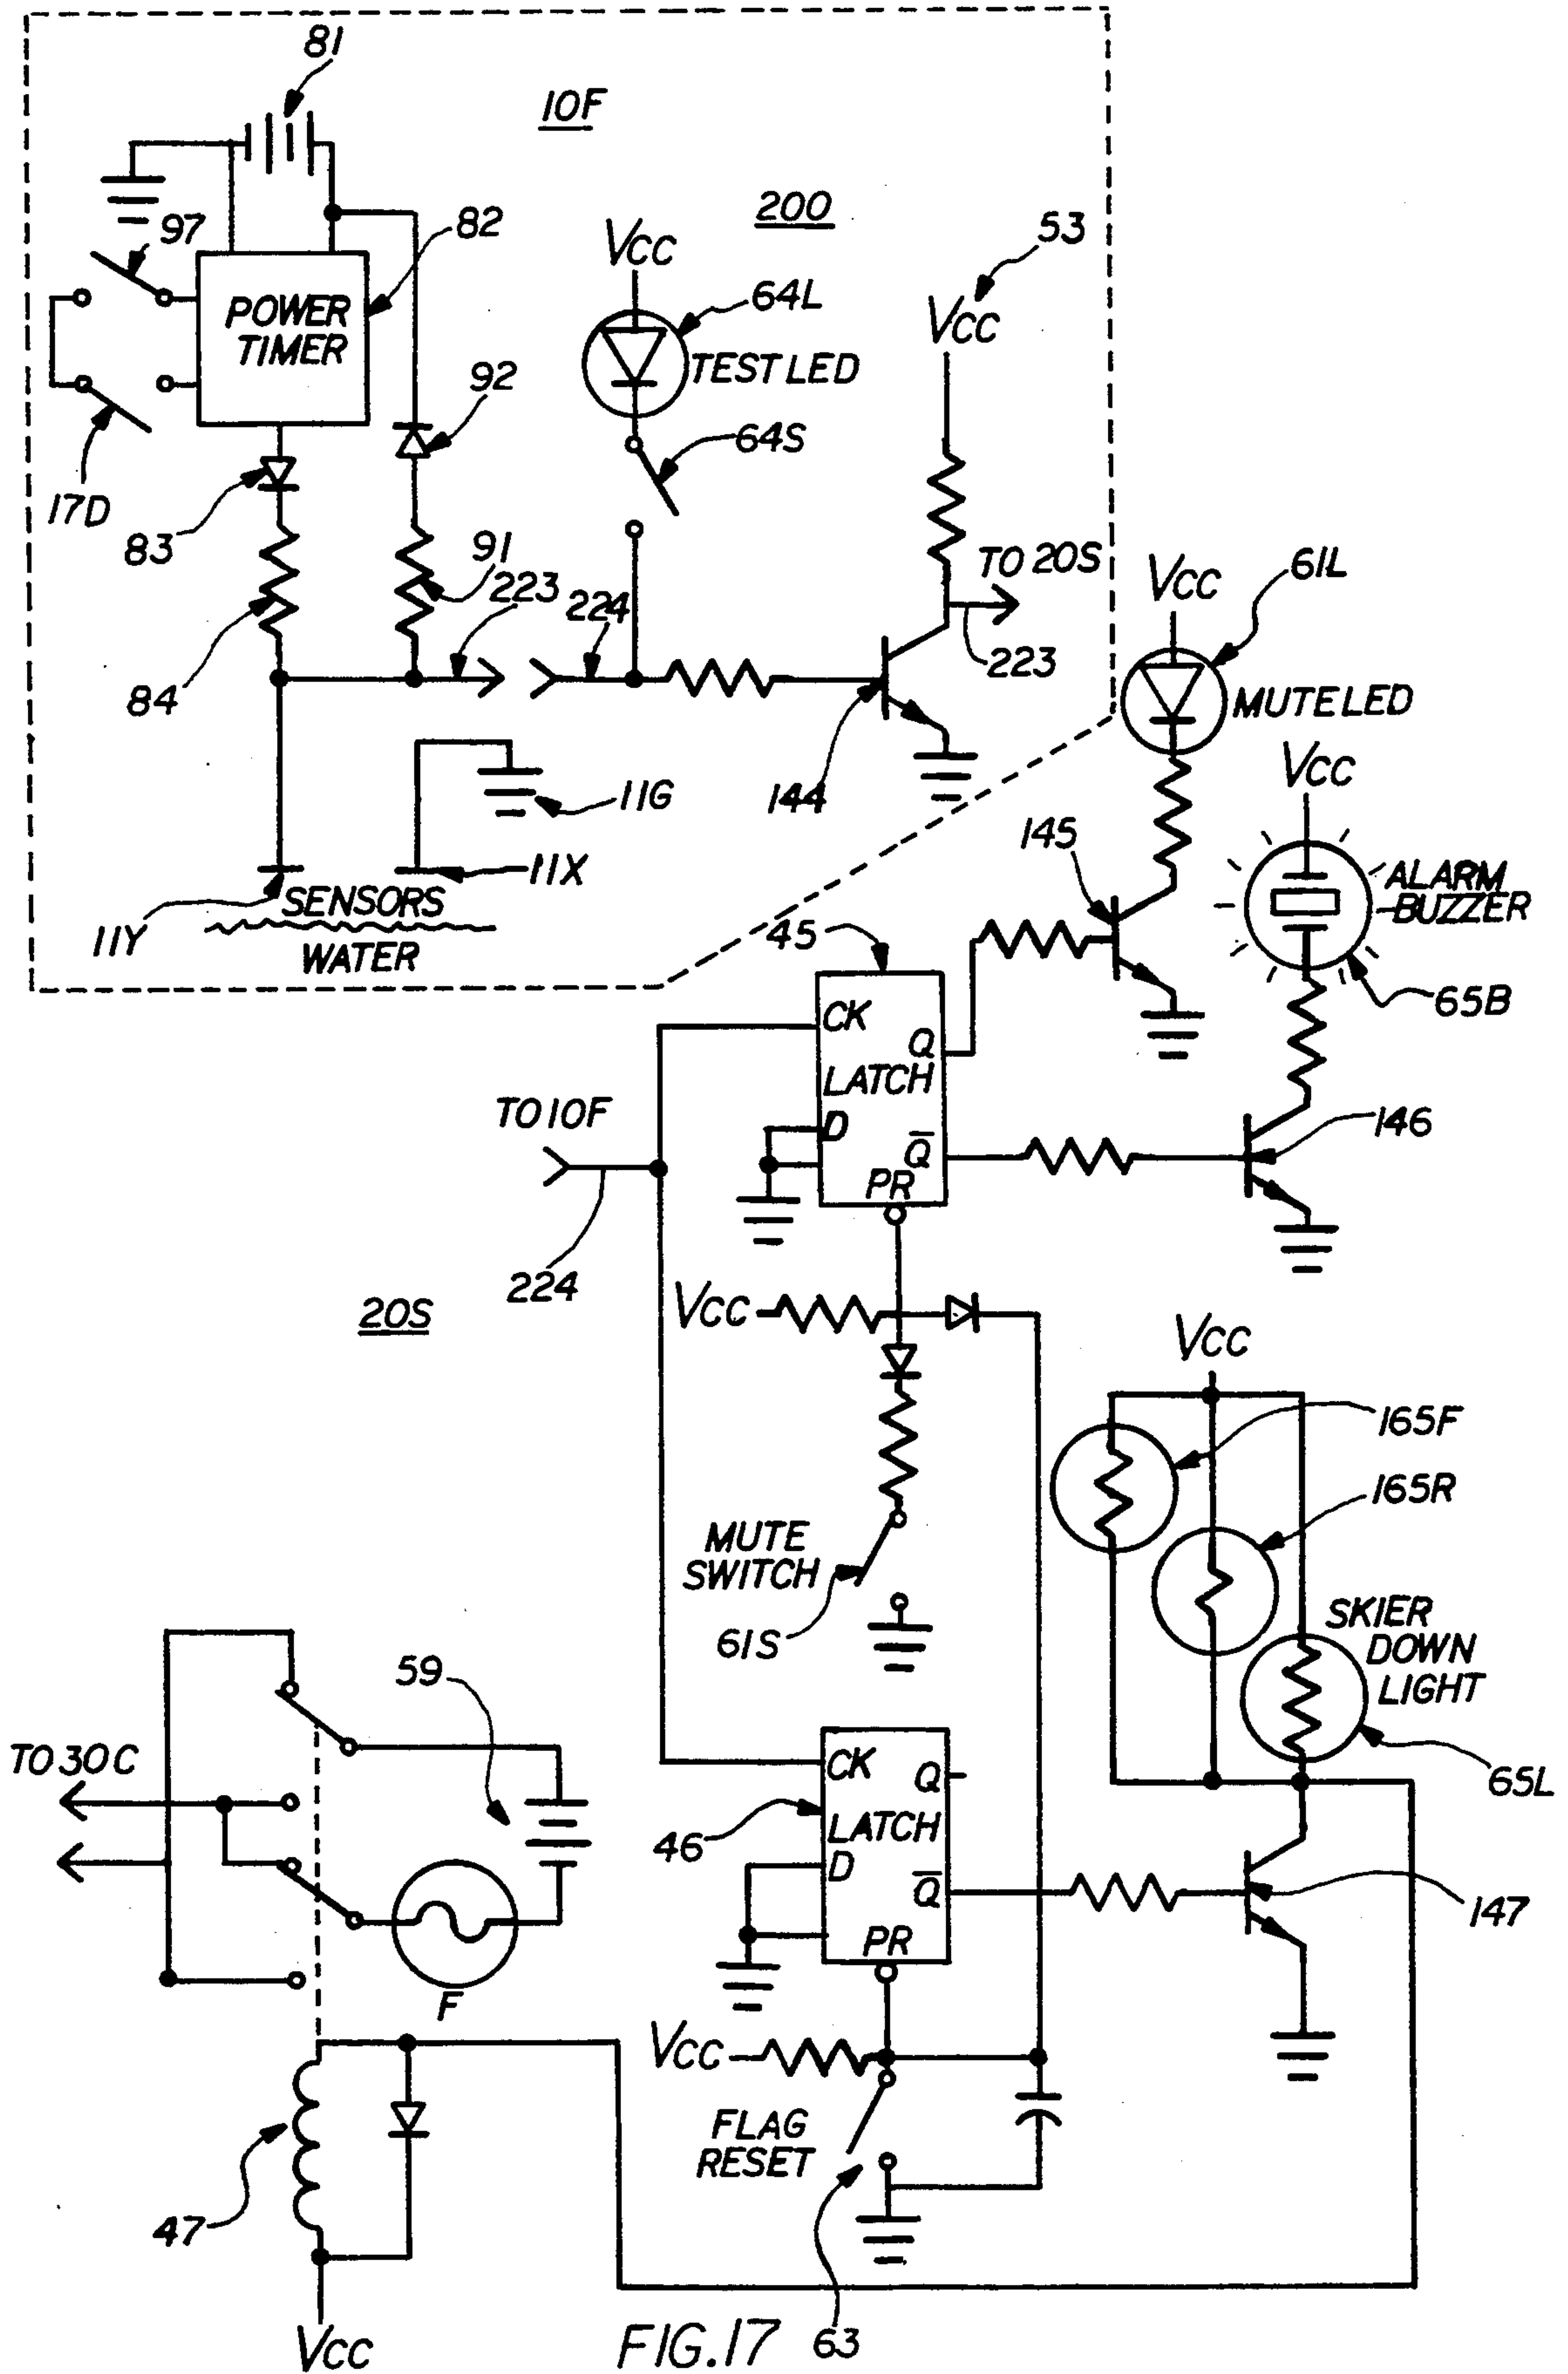 81
10F
97
200
82
53
VCC
VCC
64L
POWER
TIMER
TEST LED
92
64S
17D
83
91
223
224
TO 20S
223
VCC
61L
84
MUTE LED
11G
144
VCC
145
11X
SENSORS
11Y
WATER
45
ALARM
BUZZER
65B
CK
Q
LATCH
TO 10F
D
Q̅
PR
146
224
20S
VCC
VCC
165F
165R
MUTE
SWITCH
61S
SKIER
DOWN
LIGHT
59
TO 30C
CK
Q
65L
46
LATCH
D
Q̅
PR
147
F
VCC
FLAG
RESET
47
63
VCC
FIG. 17